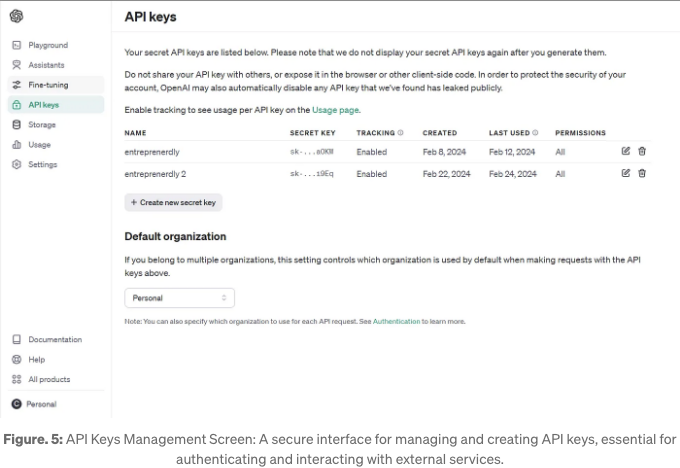 API keys
Playground
Assistants
Fine-tuning
API keys
Storage
Usage
Settings
Your secret API keys are listed below. Please note that we do not display your secret API keys again after you generate them.
Do not share your API key with others, or expose it in the browser or other client-side code. In order to protect the security of your
account, OpenAI may also automatically disable any API key that we've found has leaked publicly.
Enable tracking to see usage per API key on the Usage page.
NAME SECRET KEY TRACKING CREATED LAST USED PERMISSIONS
entreprenerdly sk-...aOKM Enabled Feb 8, 2024 Feb 12, 2024 All
entreprenerdly 2 sk-...i9Eq Enabled Feb 22, 2024 Feb 24, 2024 All
+ Create new secret key
Default organization
If you belong to multiple organizations, this setting controls which organization is used by default when making requests with the API
keys above.
Personal
Note: You can also specify which organization to use for each API request. See Authentication to learn more.
Documentation
Help
All products
C Personal
Figure. 5: API Keys Management Screen: A secure interface for managing and creating API keys, essential for
authenticating and interacting with external services.